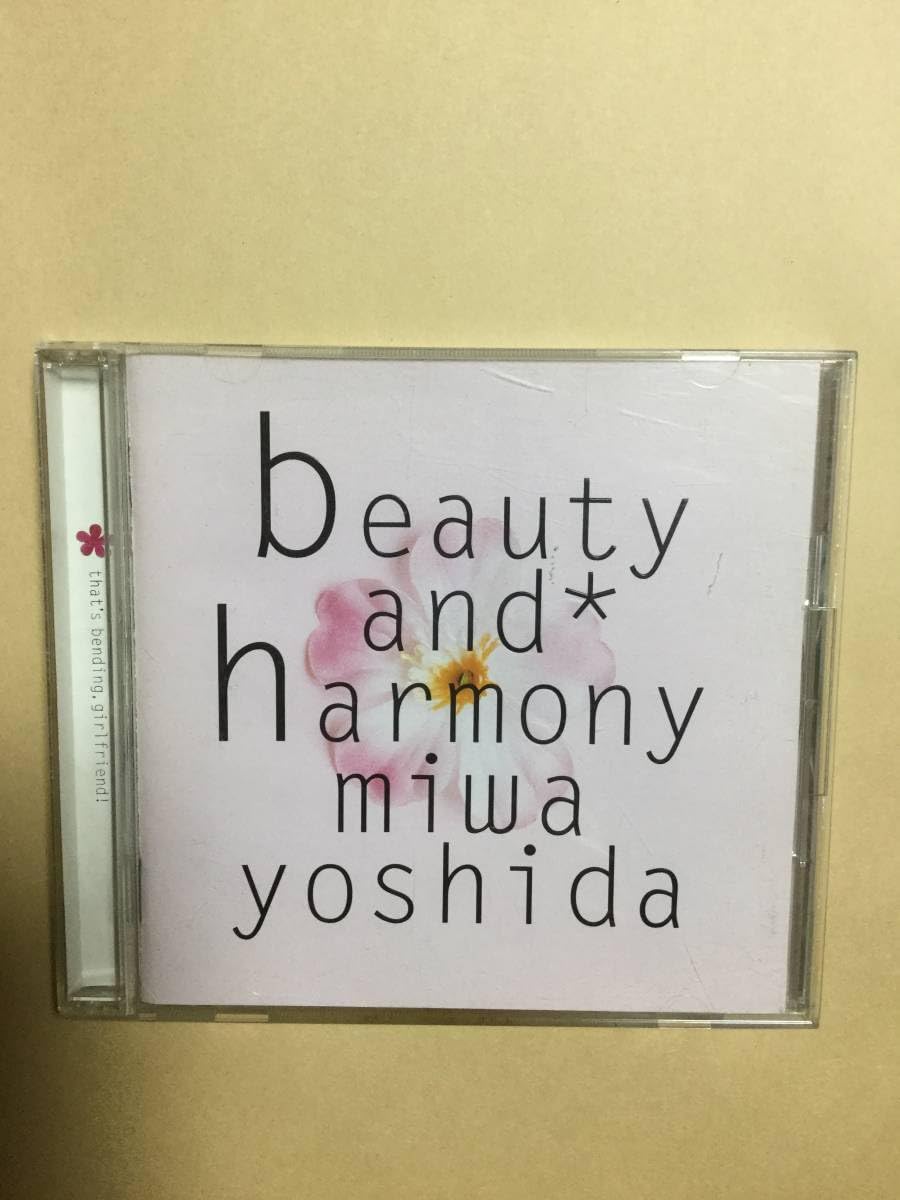 beauty
and*
harmony
miwa
yoshida
that's bending, girlfriend!